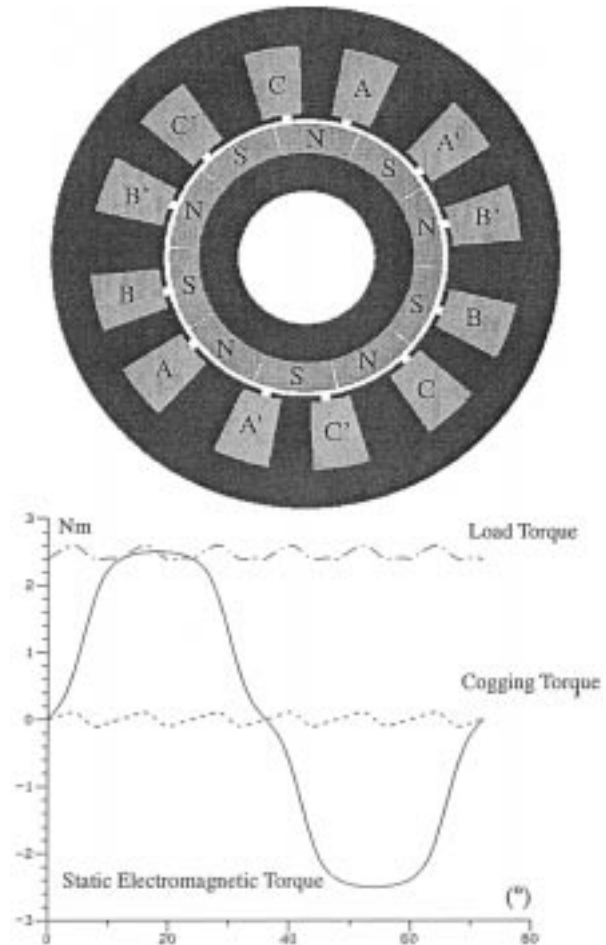 C A
C' A'
S N S
B' N N B'
B S S B
A N S N C
A' C'
3 Nm Load Torque
2
1
Cogging Torque
0
-1
-2
Static Electromagnetic Torque (°)
-3
0 20 40 60 80